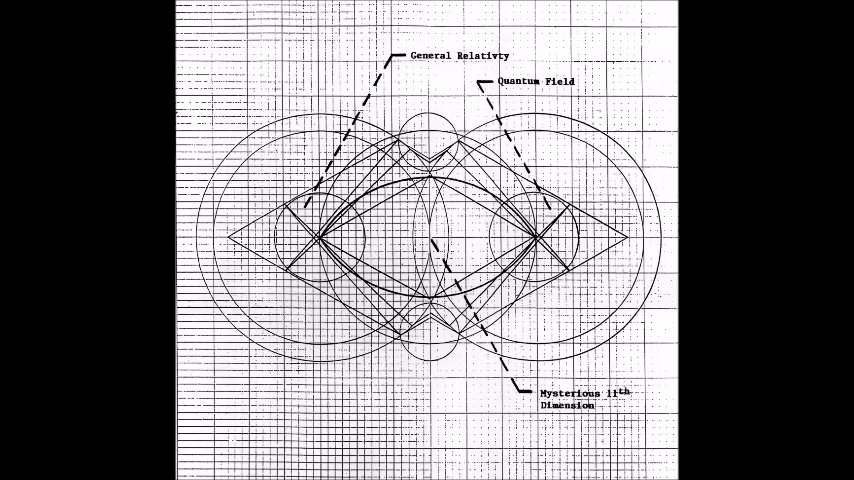 General Relativty
Quantum Field
Mysterious 11th
Dimension